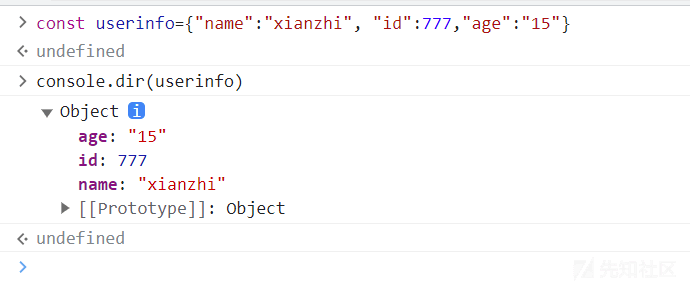 const userinfo={"name":"xianzhi", "id":777,"age":"15"}
undefined
console.dir(userinfo)
Object i
age: "15"
id: 777
name: "xianzhi"
[[Prototype]]: Object
undefined
先知社区